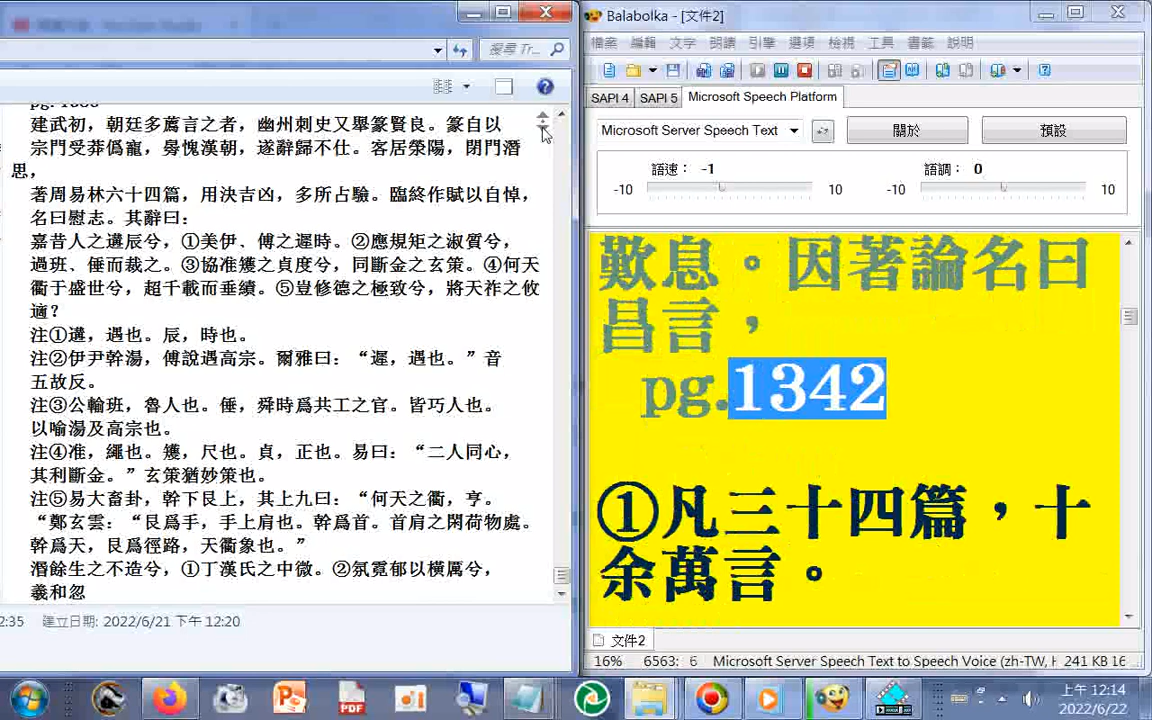 搜尋 Tr...
建武初，朝廷多薦言之者，幽州刺史又舉篆賢良。篆自以
宗門受莽僞寵，慙愧漢朝，遂辭歸不仕。客居滎陽，閉門潛
思，
著周易林六十四篇，用決吉凶，多所占驗。臨終作賦以自悼，
名曰慰志。其辭曰：
嘉昔人之遘辰兮，①美伊、傅之遻時。②應規矩之淑質兮，
過班、倕而裁之。③協准矱之貞度兮，同斷金之玄策。④何天
衢于盛世兮，超千載而垂績。⑤豈修德之極致兮，將天祚之攸
適？
注①遘，遇也。辰，時也。
注②伊尹幹湯，傅說遇高宗。爾雅曰：“遻，遇也。”音
五故反。
注③公輸班，魯人也。倕，舜時爲共工之官。皆巧人也。
以喻湯及高宗也。
注④准，繩也。矱，尺也。貞，正也。易曰：“二人同心，
其利斷金。”玄策猶妙策也。
注⑤易大畜卦，幹下艮上，其上九曰：“何天之衢，亨。
“鄭玄雲：“艮爲手，手上肩也。幹爲首。首肩之閑荷物處。
幹爲天，艮爲徑路，天衢象也。”
潛餘生之不造兮，①丁漢氏之中微。②氛霓郁以橫厲兮，
羲和忽
2:35 建立日期: 2022/6/21 下午 12:20
Balabolka - [文件2]
檔案 編輯 文字 朗讀 引擎 選項 檢視 工具 書籤 說明
SAPI 4 SAPI 5 Microsoft Speech Platform
Microsoft Server Speech Text 關於 預設
語速： -1 語調： 0
-10 10 -10 10
歎息。因著論名曰
昌言，
pg.1342
①凡三十四篇，十
余萬言。
文件2
16% 6563: 6 Microsoft Server Speech Text to Speech Voice (zh-TW, H 241 KB 16
上午 12:14
2022/6/22